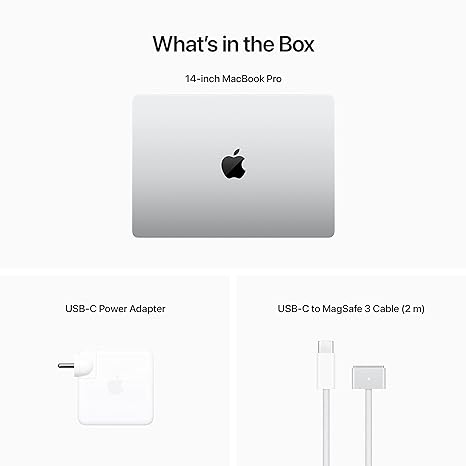 What's in the Box
14-inch MacBook Pro
USB-C Power Adapter
USB-C to MagSafe 3 Cable (2 m)